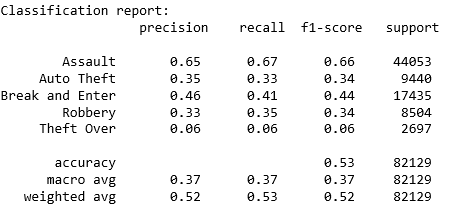 Classification report:
precision recall f1-score support
Assault 0.65 0.67 0.66 44053
Auto Theft 0.35 0.33 0.34 9440
Break and Enter 0.46 0.41 0.44 17435
Robbery 0.33 0.35 0.34 8504
Theft Over 0.06 0.06 0.06 2697
accuracy 0.53 82129
macro avg 0.37 0.37 0.37 82129
weighted avg 0.52 0.53 0.52 82129